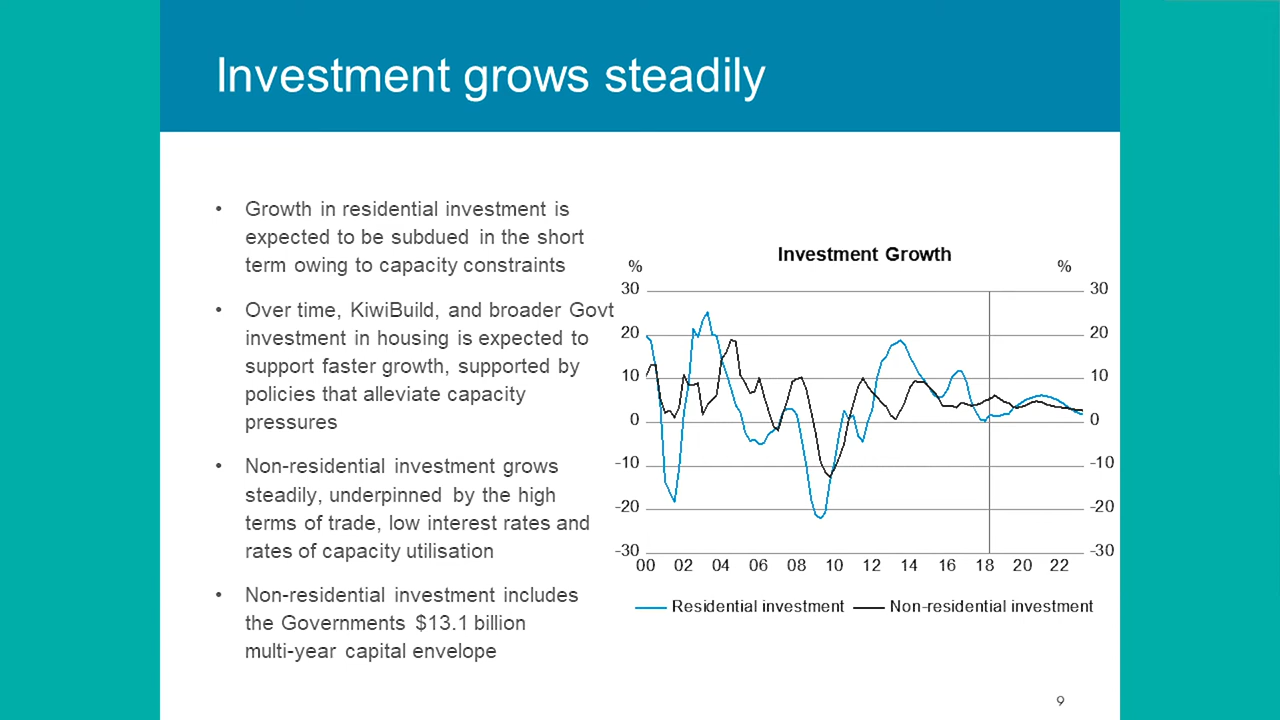 Investment grows steadily
• Growth in residential investment is
expected to be subdued in the short
term owing to capacity constraints
• Over time, KiwiBuild, and broader Govt
investment in housing is expected to
support faster growth, supported by
policies that alleviate capacity
pressures
• Non-residential investment grows
steadily, underpinned by the high
terms of trade, low interest rates and
rates of capacity utilisation
• Non-residential investment includes
the Governments $13.1 billion
multi-year capital envelope
Investment Growth
% %
30 30
20 20
10 10
0 0
-10 -10
-20 -20
-30 -30
00 02 04 06 08 10 12 14 16 18 20 22
Residential investment Non-residential investment
9